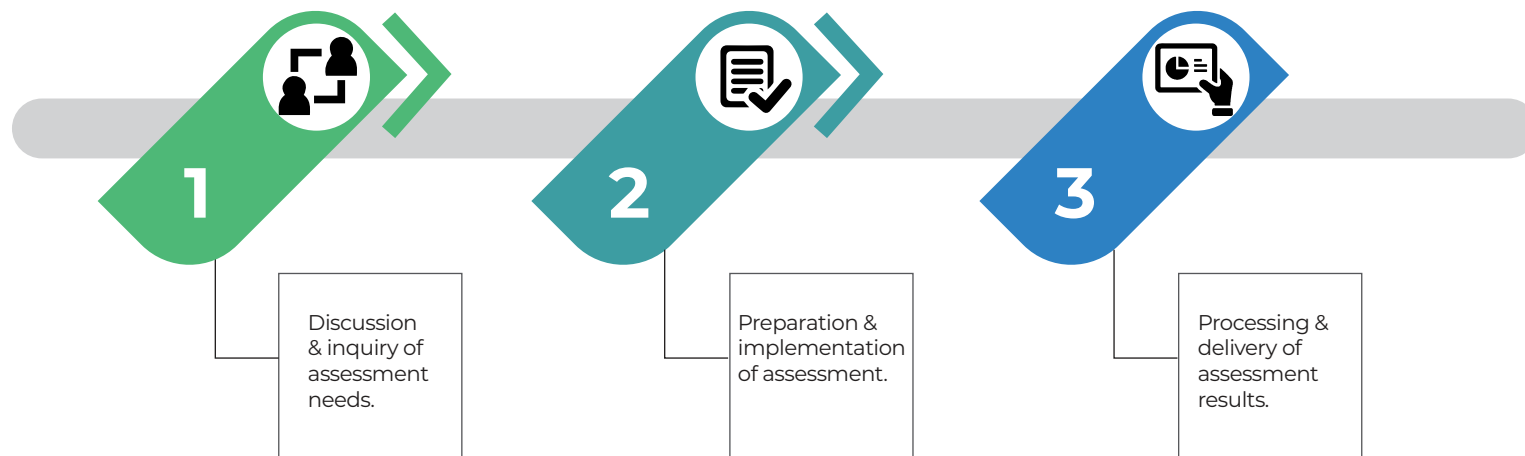 1
Discussion
& inquiry of
assessment
needs.
2
Preparation &
implementation
of assessment.
3
Processing &
delivery of
assessment
results.